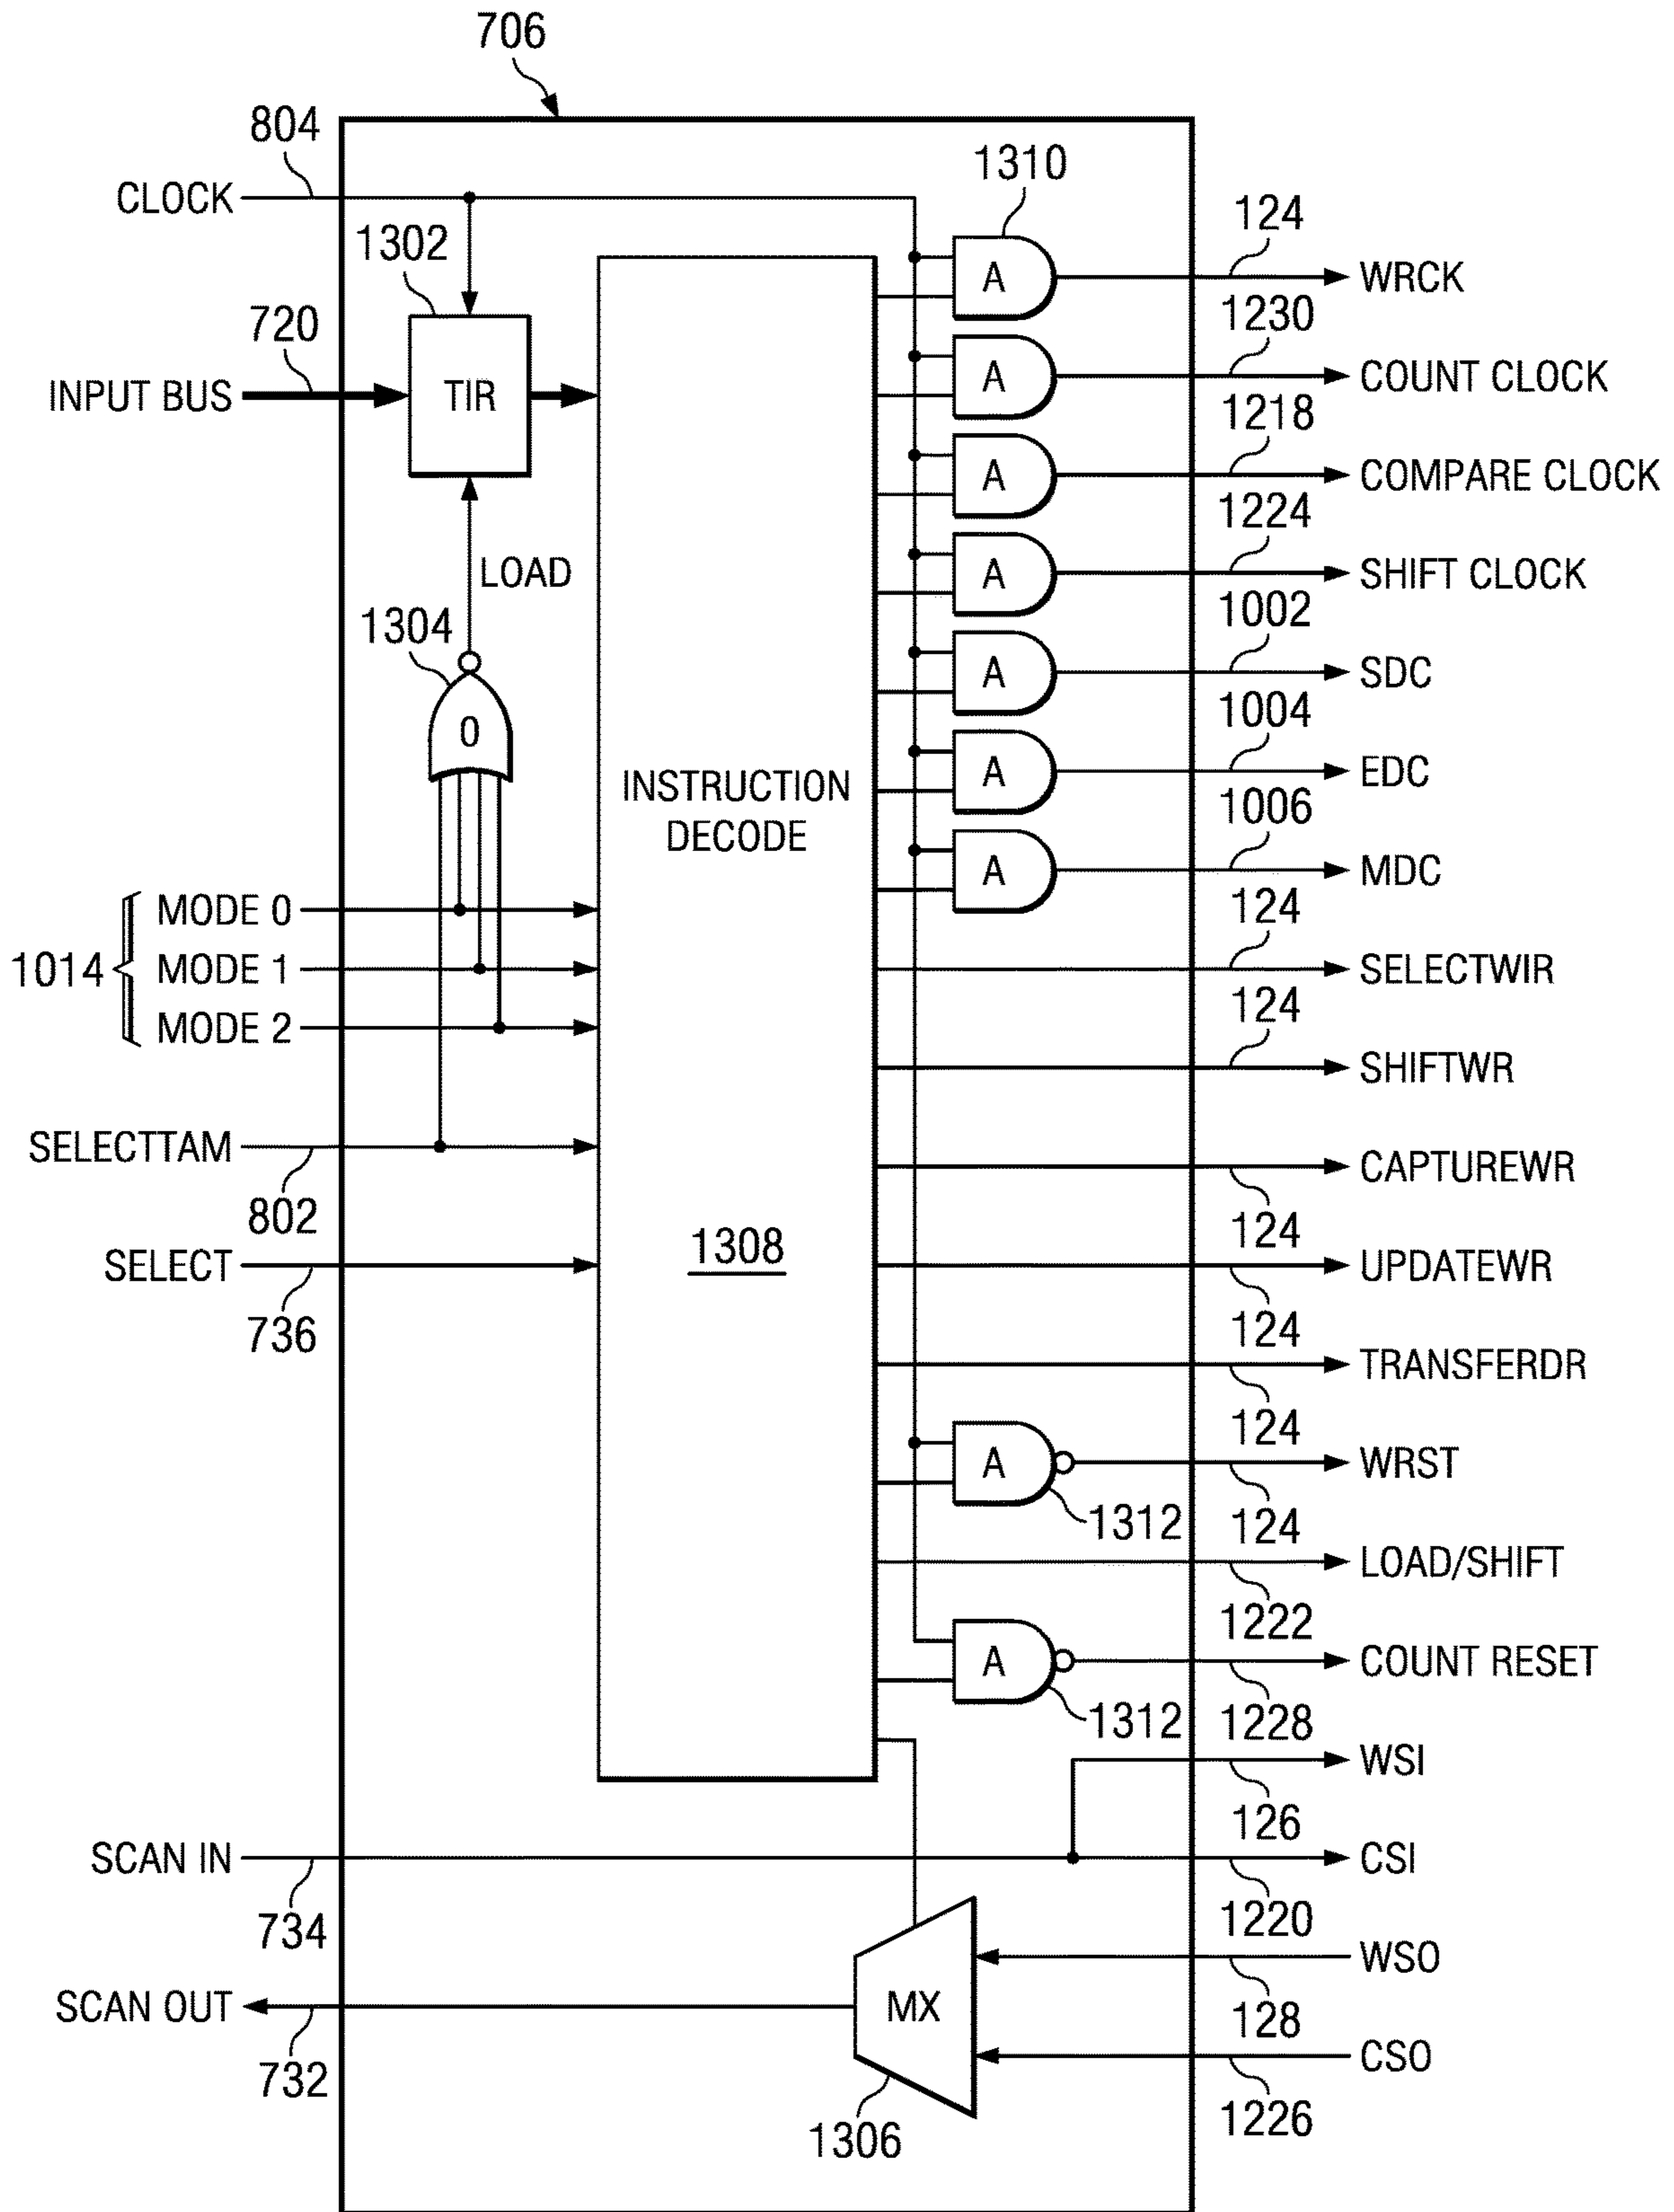 706
804
CLOCK
1310
1302
124
WRCK
720
1230
INPUT BUS
TIR
A
COUNT CLOCK
1218
A
COMPARE CLOCK
1224
LOAD
A
SHIFT CLOCK
1304
1002
0
A
SDC
1004
INSTRUCTION
DECODE
A
EDC
1006
A
MDC
1014
MODE 0
MODE 1
MODE 2
124
SELECTWIR
124
SHIFTWR
SELECTTAM
802
CAPTUREWR
124
SELECT
736
1308
UPDATEWR
124
TRANSFERDR
124
A
WRST
1312
124
LOAD/SHIFT
1222
A
COUNT RESET
1312
1228
WSI
126
SCAN IN
734
CSI
1220
WSO
128
SCAN OUT
732
MX
1306
CSO
1226
A